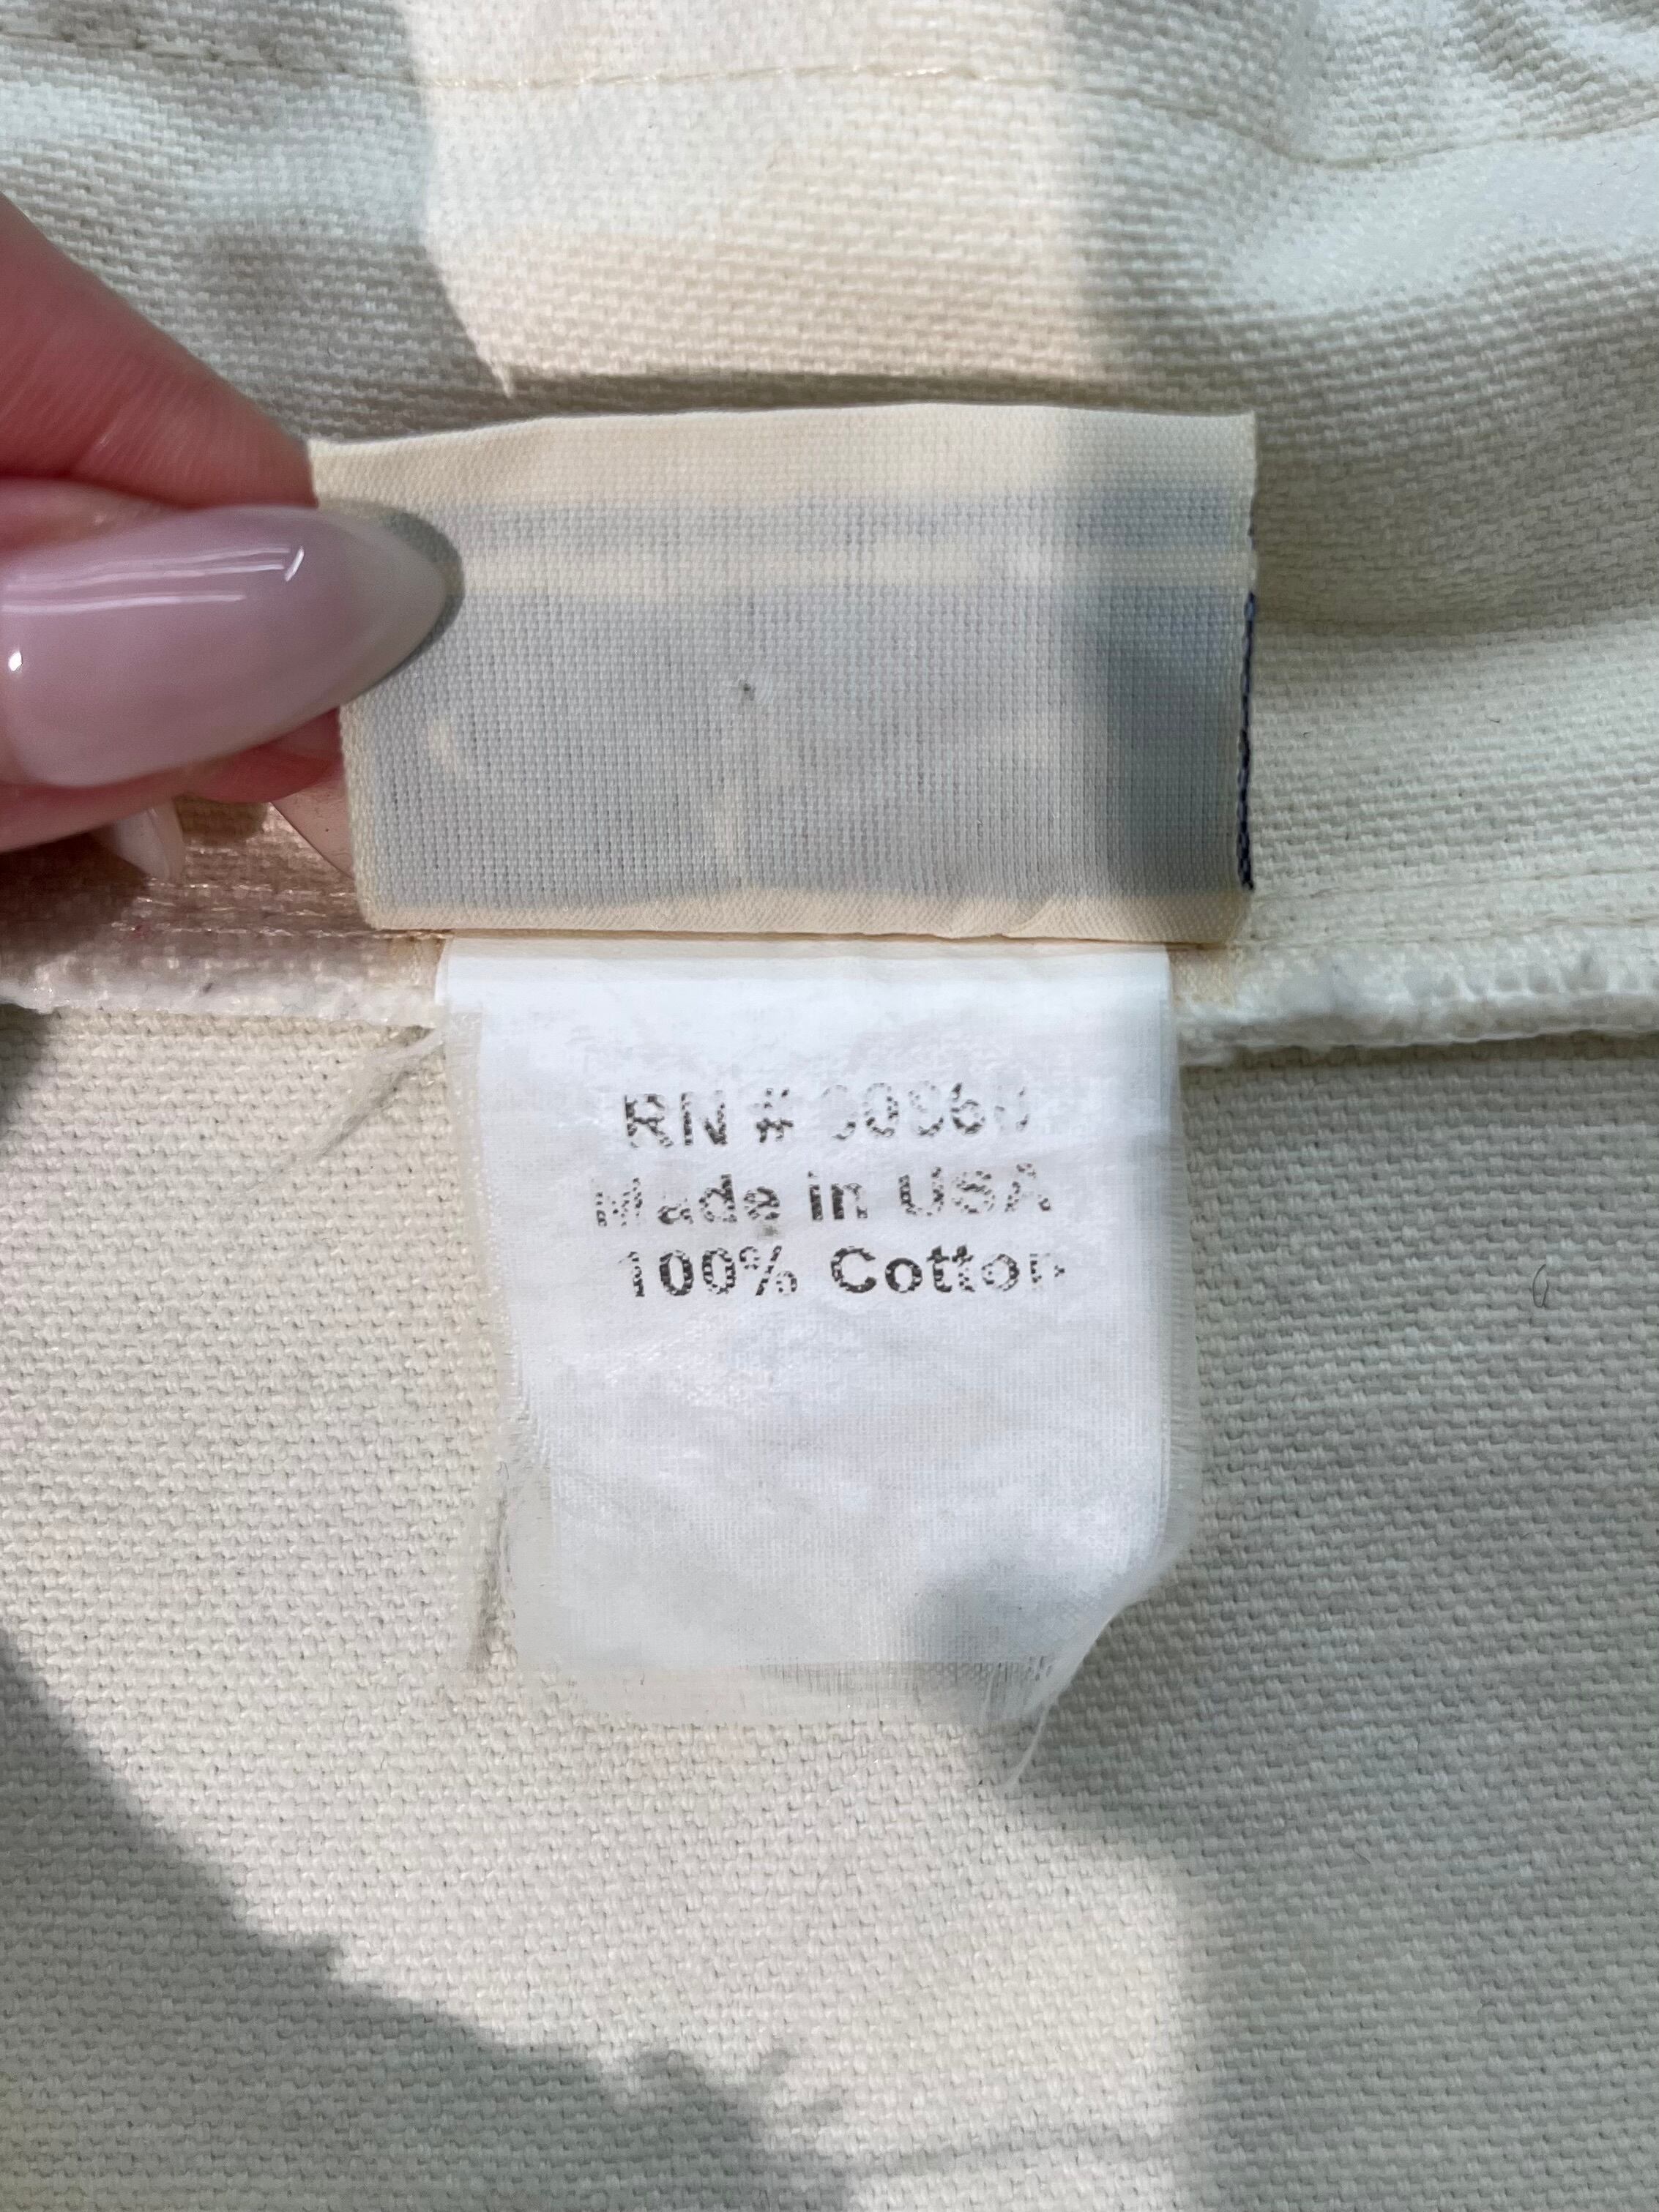 RN #
Made in USA
100% Cotton